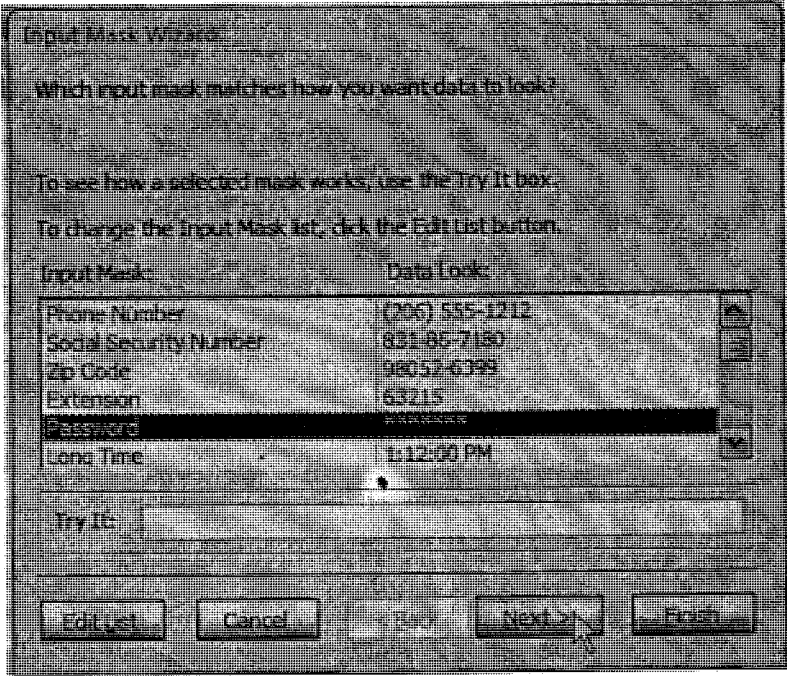 Input Mask Wizard
Which input mask matches how you want data to look?
To see how a selected mask works, use the Try It box.
To change the Input Mask list, click the Edit List button.
Input Mask: Data Look:
Phone Number (206) 555-1212
Social Security Number 831-86-7180
Zip Code 98052-6399
Extension 63215
Password ********
Long Time 1:12:00 PM
Try It:
Edit List Cancel < Back Next > Finish